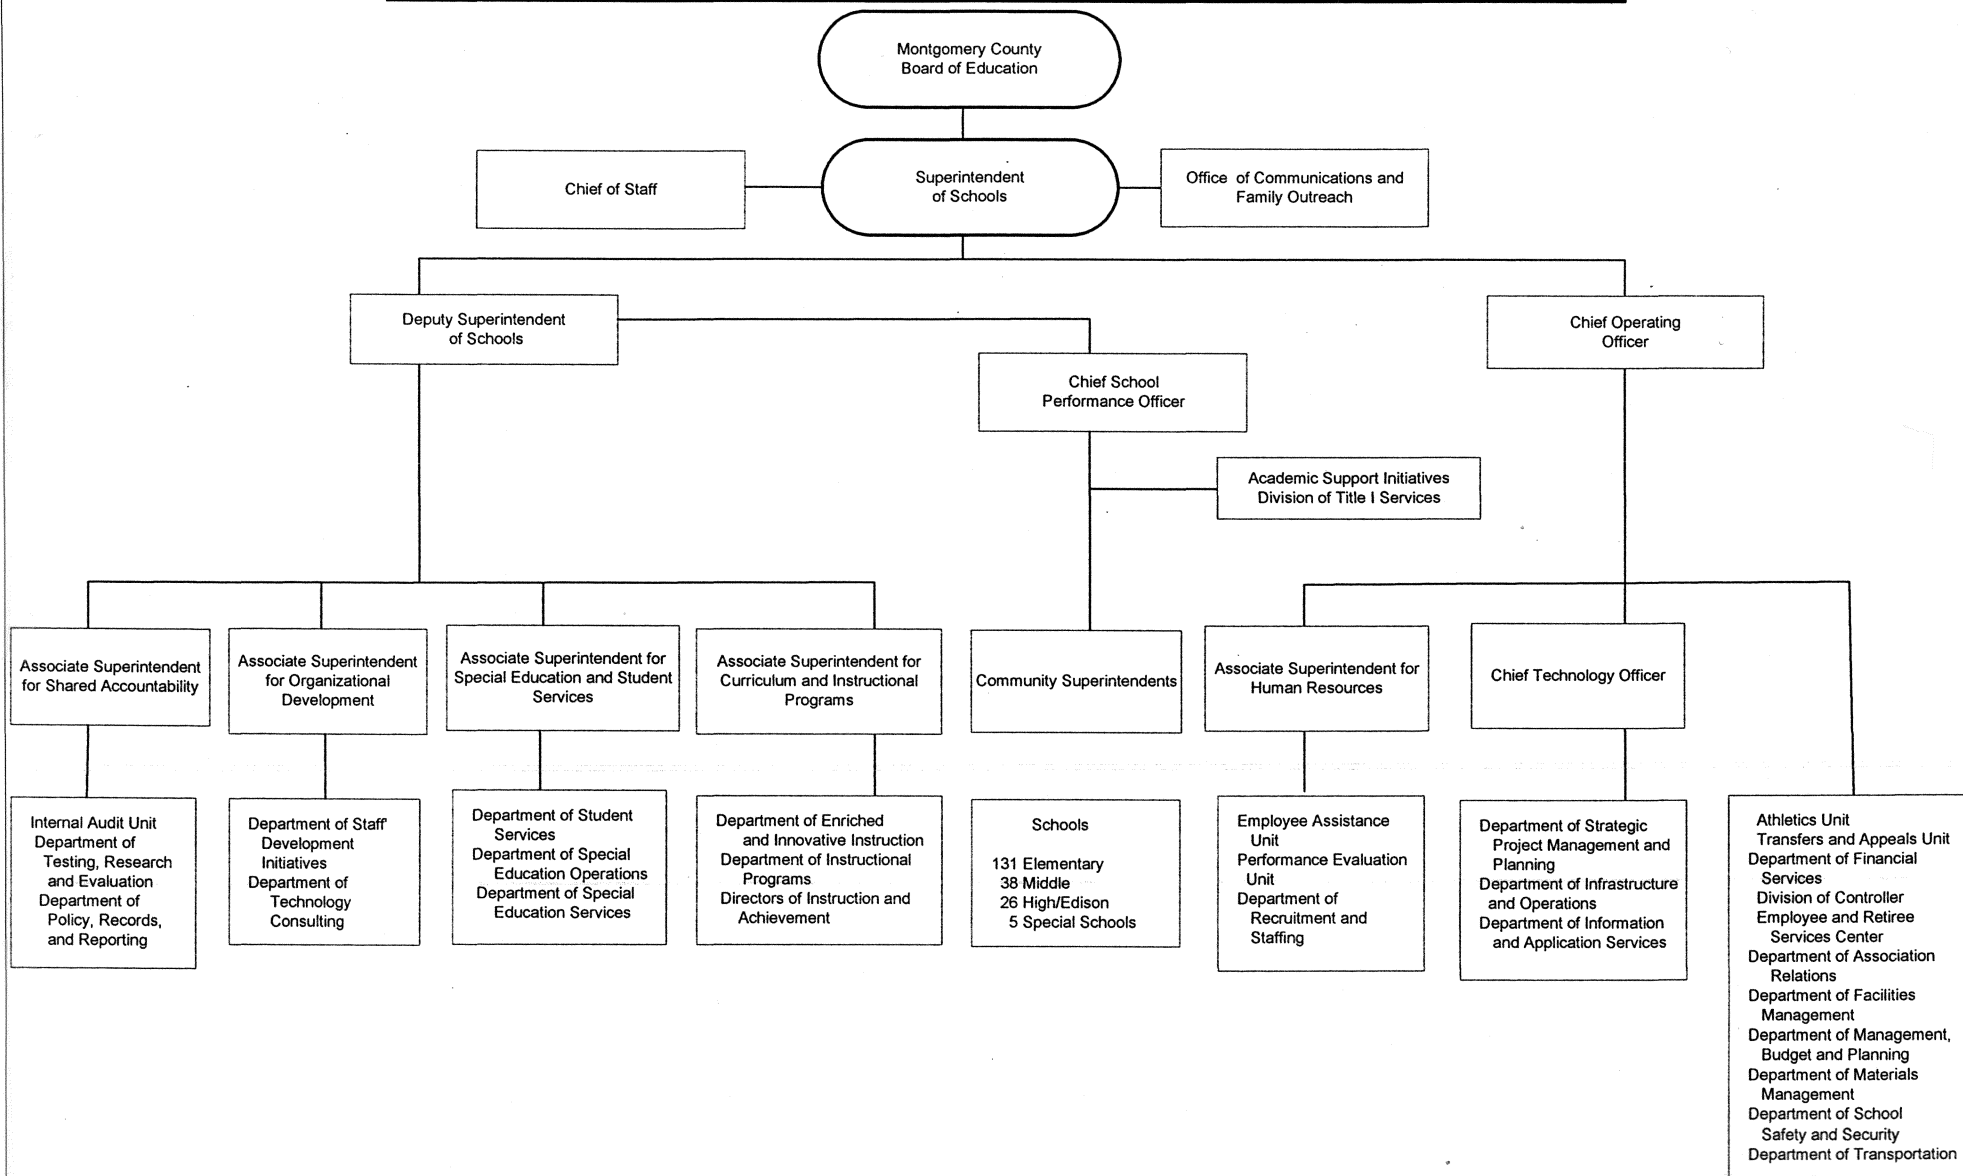 Montgomery County
Board of Education
Chief of Staff
Superintendent
of Schools
Office of Communications and
Family Outreach
Deputy Superintendent
of Schools
Chief Operating
Officer
Chief School
Performance Officer
Academic Support Initiatives
Division of Title I Services
Associate Superintendent
for Shared Accountability
Associate Superintendent
for Organizational
Development
Associate Superintendent for
Special Education and Student
Services
Associate Superintendent for
Curriculum and Instructional
Programs
Community Superintendents
Associate Superintendent for
Human Resources
Chief Technology Officer
Internal Audit Unit
Department of
Testing, Research
and Evaluation
Department of
Policy, Records,
and Reporting
Department of Staff
Development
Initiatives
Department of
Technology
Consulting
Department of Student
Services
Department of Special
Education Operations
Department of Special
Education Services
Department of Enriched
and Innovative Instruction
Department of Instructional
Programs
Directors of Instruction and
Achievement
Schools
131 Elementary
38 Middle
26 High/Edison
5 Special Schools
Employee Assistance
Unit
Performance Evaluation
Unit
Department of
Recruitment and
Staffing
Department of Strategic
Project Management and
Planning
Department of Infrastructure
and Operations
Department of Information
and Application Services
Athletics Unit
Transfers and Appeals Unit
Department of Financial
Services
Division of Controller
Employee and Retiree
Services Center
Department of Association
Relations
Department of Facilities
Management
Department of Management,
Budget and Planning
Department of Materials
Management
Department of School
Safety and Security
Department of Transportation